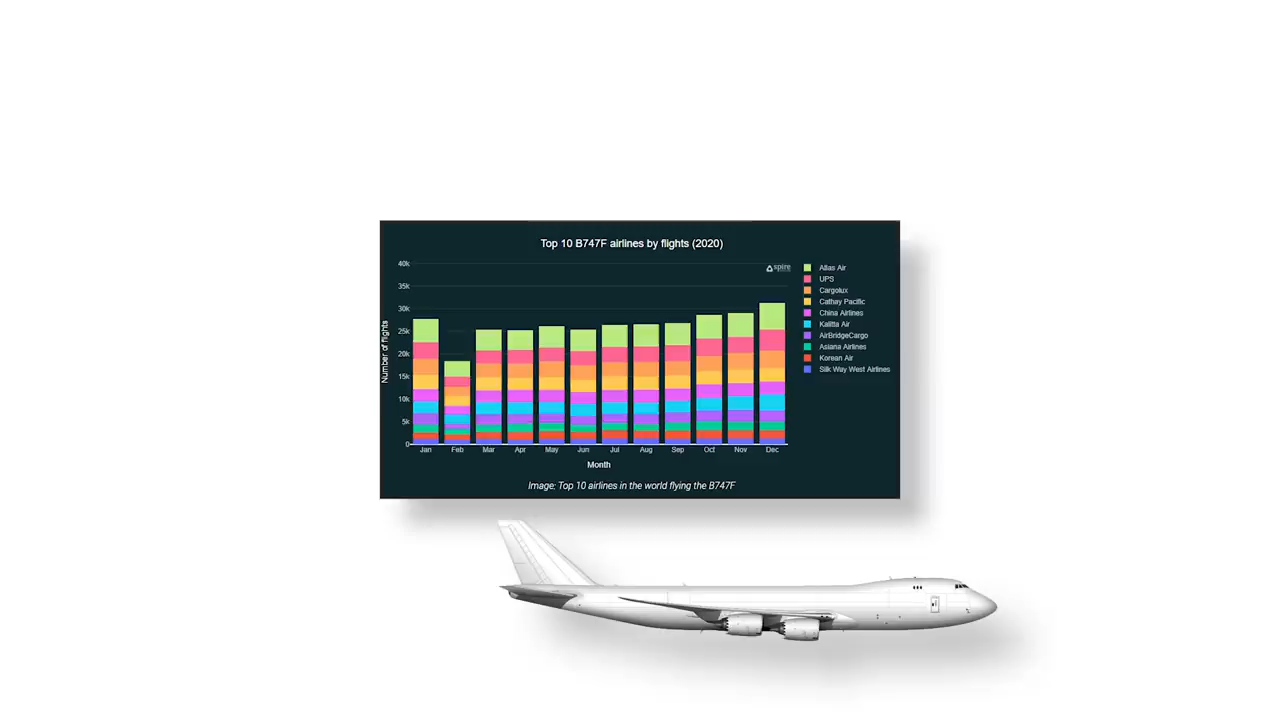 Top 10 B747F airlines by flights (2020)
spire
40k
35k
30k
25k
20k
15k
10k
5k
0
Number of flights
Jan Feb Mar Apr May Jun Jul Aug Sep Oct Nov Dec
Month
Atlas Air
UPS
Cargolux
Cathay Pacific
China Airlines
Kalitta Air
AirBridgeCargo
Asiana Airlines
Korean Air
Silk Way West Airlines
Image: Top 10 airlines in the world flying the B747F